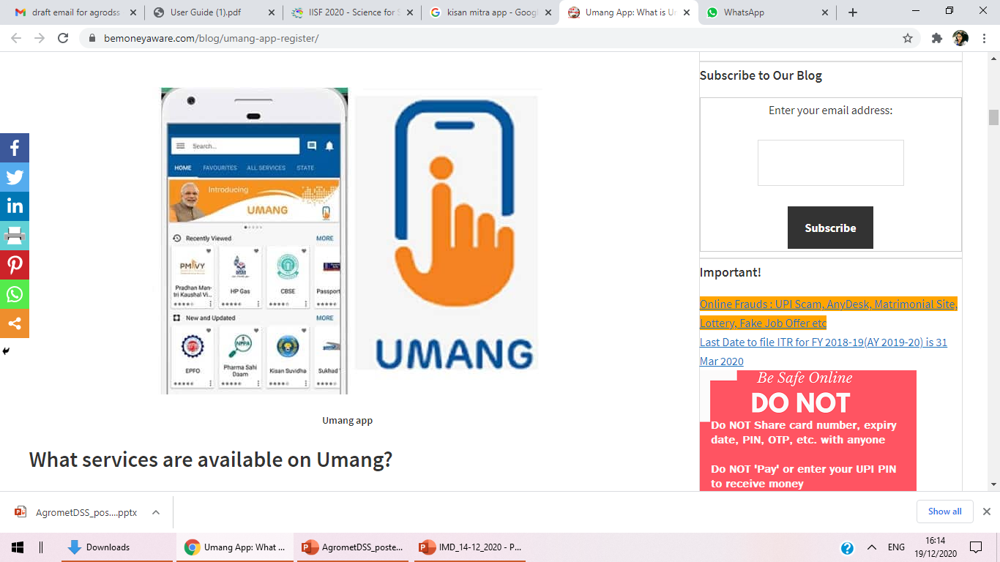 draft email for agrodss
User Guide (1).pdf
IISF 2020 - Science for S
kisan mitra app - Googl
Umang App: What is Un
WhatsApp
bemoneyaware.com/blog/umang-app-register/
Search...
HOME FAVOURITES ALL SERVICES STATE
Introducing
UMANG
Recently Viewed MORE
PMKVY
Pradhan Man-
tri Kaushal Vi...
HP Gas
CBSE
Passport
New and Updated MORE
EPFO
NPPA
Pharma Sahi
Daam
Kisan Suvidha
Sukhad
UMANG
Umang app
What services are available on Umang?
Subscribe to Our Blog
Enter your email address:
Subscribe
Important!
Online Frauds : UPI Scam, AnyDesk, Matrimonial Site,
Lottery, Fake Job Offer etc
Last Date to file ITR for FY 2018-19(AY 2019-20) is 31
Mar 2020
Be Safe Online
DO NOT
Do NOT Share card number, expiry
date, PIN, OTP, etc. with anyone
Do NOT 'Pay' or enter your UPI PIN
to receive money
AgrometDSS_pos....pptx
Show all
Downloads
Umang App: What ...
AgrometDSS_poste...
IMD_14-12_2020 - P...
ENG
16:14
19/12/2020